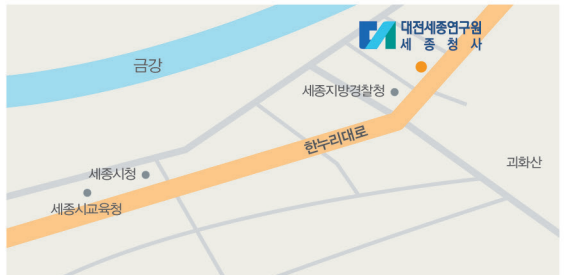 대전세종연구원
세종청사
금강
세종지방경찰청
한누리대로
괴화산
세종시청
세종시교육청